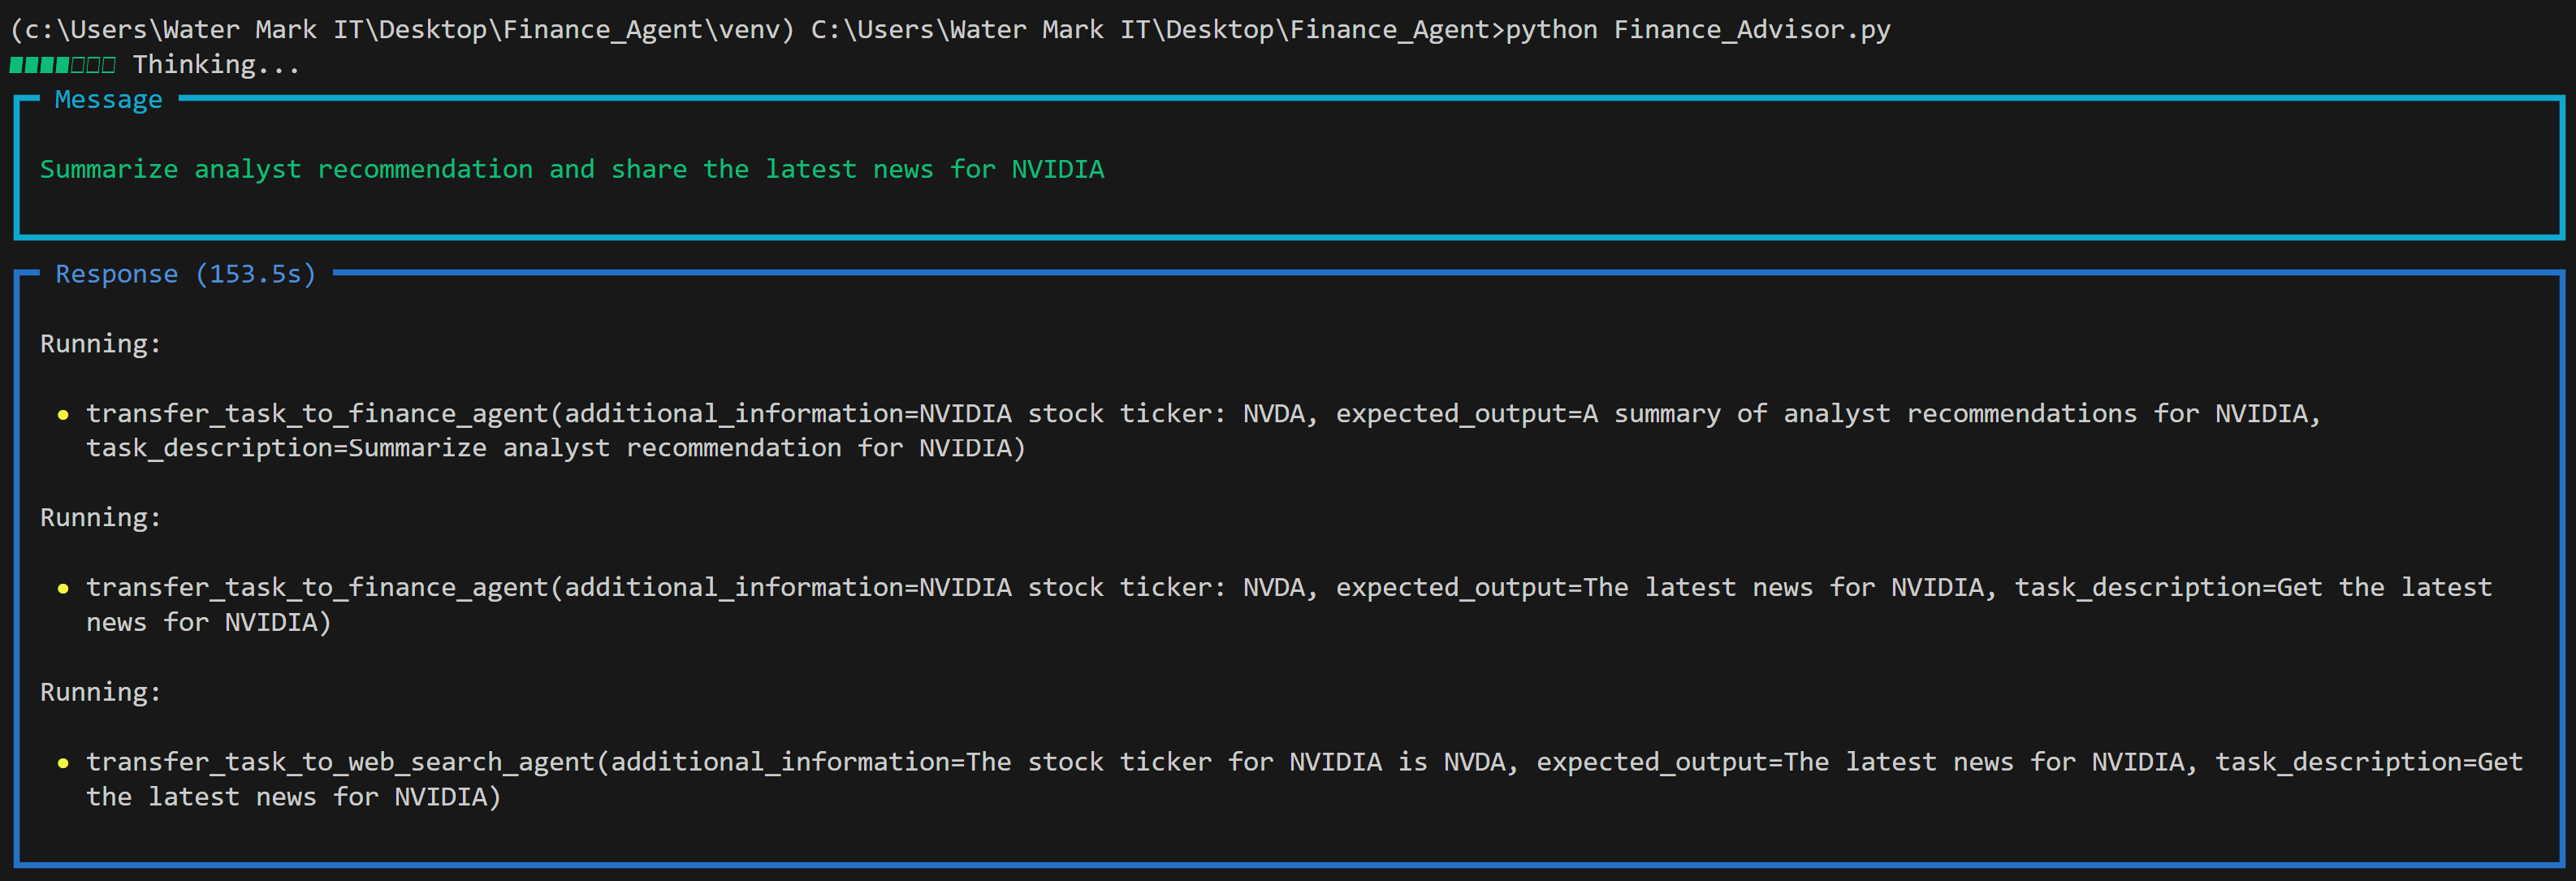 (c:\Users\Water Mark IT\Desktop\Finance_Agent\venv) C:\Users\Water Mark IT\Desktop\Finance_Agent>python Finance_Advisor.py
▰▰▰▰▱▱▱ Thinking...
Message
Summarize analyst recommendation and share the latest news for NVIDIA
Response (153.5s)
Running:
• transfer_task_to_finance_agent(additional_information=NVIDIA stock ticker: NVDA, expected_output=A summary of analyst recommendations for NVIDIA,
task_description=Summarize analyst recommendation for NVIDIA)
Running:
• transfer_task_to_finance_agent(additional_information=NVIDIA stock ticker: NVDA, expected_output=The latest news for NVIDIA, task_description=Get the latest
news for NVIDIA)
Running:
• transfer_task_to_web_search_agent(additional_information=The stock ticker for NVIDIA is NVDA, expected_output=The latest news for NVIDIA, task_description=Get
the latest news for NVIDIA)